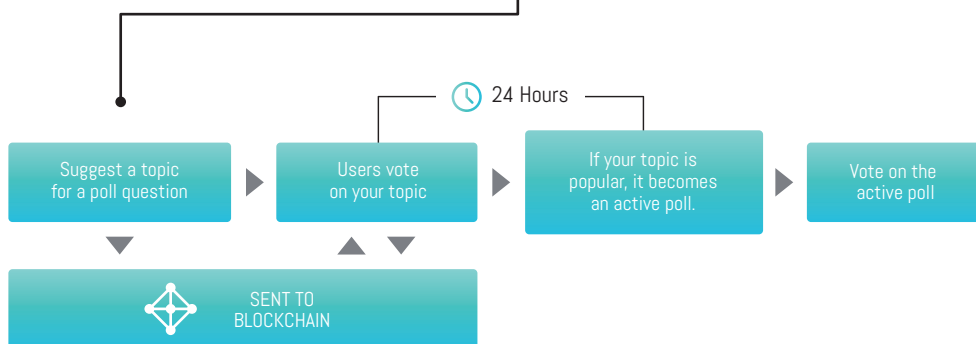 24 Hours
Suggest a topic
for a poll question
Users vote
on your topic
If your topic is
popular, it becomes
an active poll.
Vote on the
active poll
SENT TO
BLOCKCHAIN